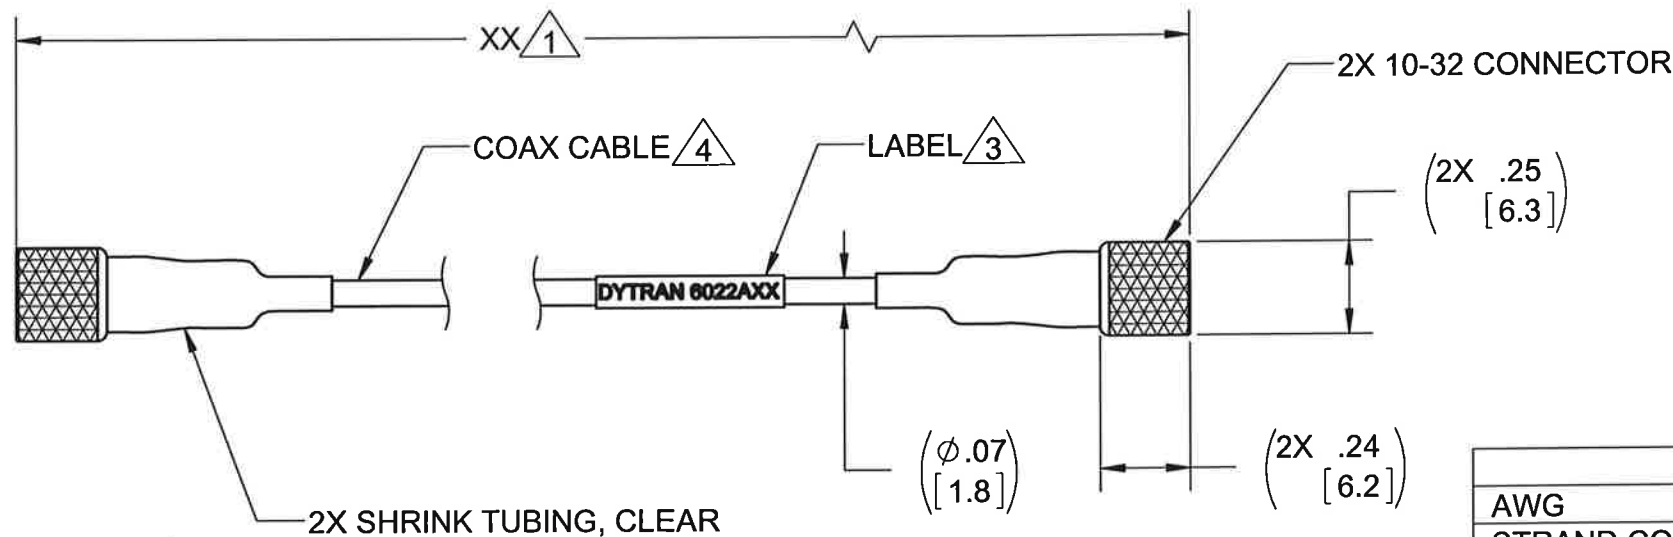 XX 1
2X 10-32 CONNECTOR
COAX CABLE 4
LABEL 3
(2X .25
[6.3])
DYTRAN 6022AXX
(⌀.07
[1.8])
(2X .24
[6.2])
2X SHRINK TUBING, CLEAR
AWG